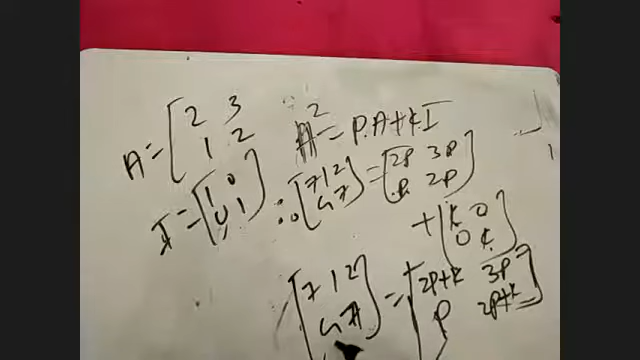 A = [2 3
1 2]
A² = P.A + KI
I = [1 0
0 1]
∴ [7 12
4 7] = [2P 3P
P 2P]
+ [K 0
0 K]
[7 12
4 7] = [2P+K 3P
P 2P+K]